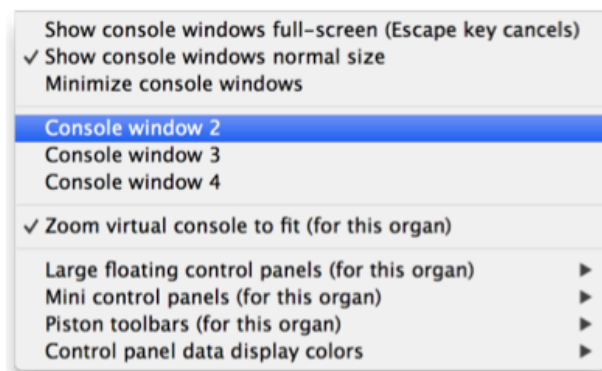 Show console windows full-screen (Escape key cancels)
✓ Show console windows normal size
Minimize console windows
Console window 2
Console window 3
Console window 4
✓ Zoom virtual console to fit (for this organ)
Large floating control panels (for this organ)
Mini control panels (for this organ)
Piston toolbars (for this organ)
Control panel data display colors